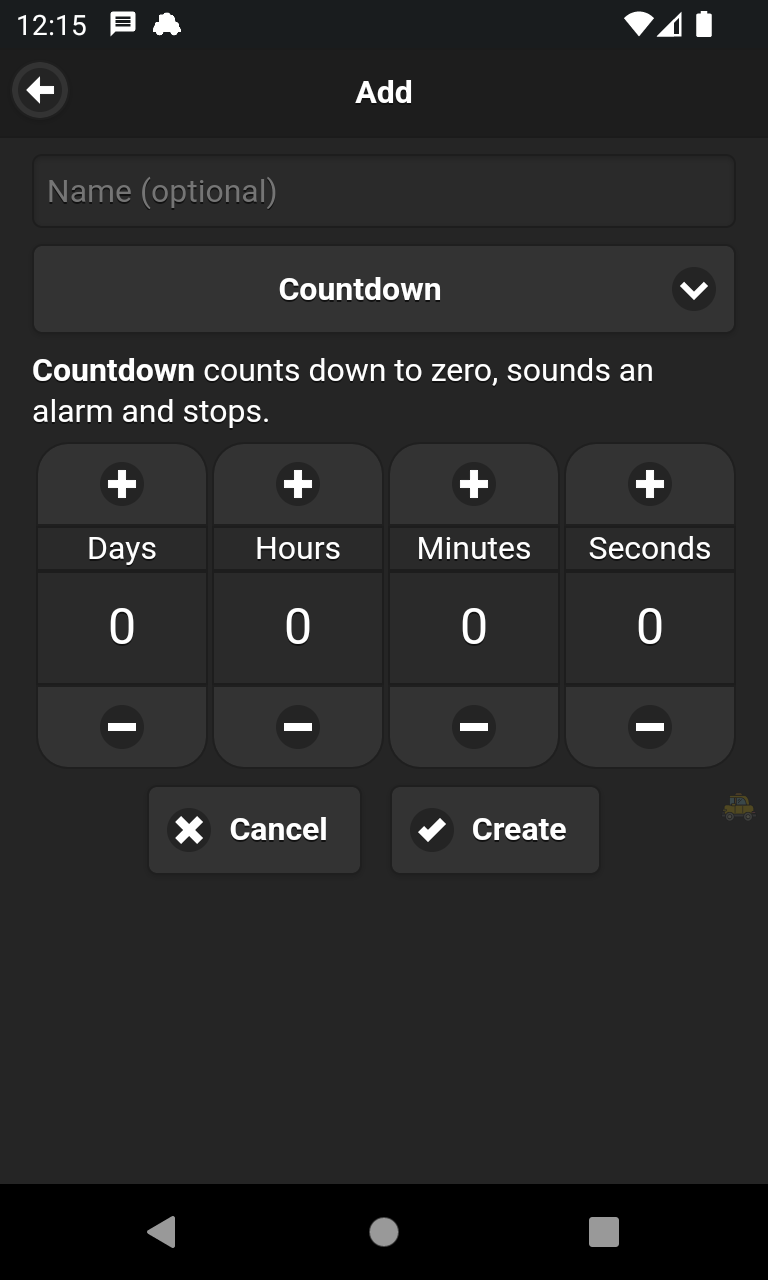 12:15
Add
Name (optional)
Countdown
Countdown counts down to zero, sounds an
alarm and stops.
Days Hours Minutes Seconds
0 0 0 0
Cancel Create